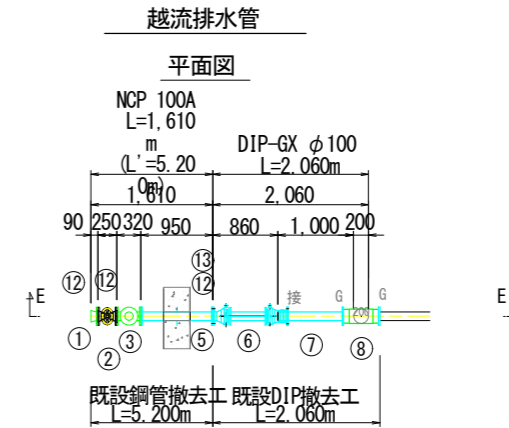 越流排水管
平面図
NCP 100A
L=1,610
m
(L'=5.20
0m)
DIP-GX φ100
L=2.060m
1,610
2,060
90
250
320
950
860
1,000
200
⑬
⑫
⑫
⑫
E
接
G
G
E
200
①
②
③
⑤
⑥
⑦
⑧
既設鋼管撤去工
L=5.200m
既設DIP撤去工
L=2.060m